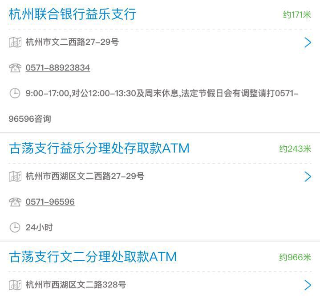 杭州联合银行益乐支行 约171米
杭州市文二西路27-29号
0571-88923834
9:00-17:00,对公12:00-13:30及周末休息,法定节假日会有调整请打0571-
96596咨询
古荡支行益乐分理处存取款ATM 约243米
杭州市西湖区文二西路27-29号
0571-96596
24小时
古荡支行文二分理处取款ATM 约966米
杭州市西湖区文二路328号